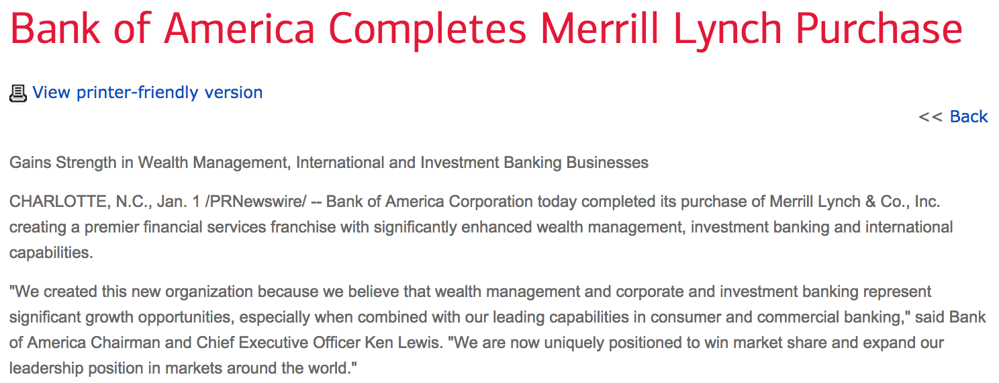 Bank of America Completes Merrill Lynch Purchase
View printer-friendly version
<< Back
Gains Strength in Wealth Management, International and Investment Banking Businesses
CHARLOTTE, N.C., Jan. 1 /PRNewswire/ -- Bank of America Corporation today completed its purchase of Merrill Lynch & Co., Inc.
creating a premier financial services franchise with significantly enhanced wealth management, investment banking and international
capabilities.
"We created this new organization because we believe that wealth management and corporate and investment banking represent
significant growth opportunities, especially when combined with our leading capabilities in consumer and commercial banking," said Bank
of America Chairman and Chief Executive Officer Ken Lewis. "We are now uniquely positioned to win market share and expand our
leadership position in markets around the world."